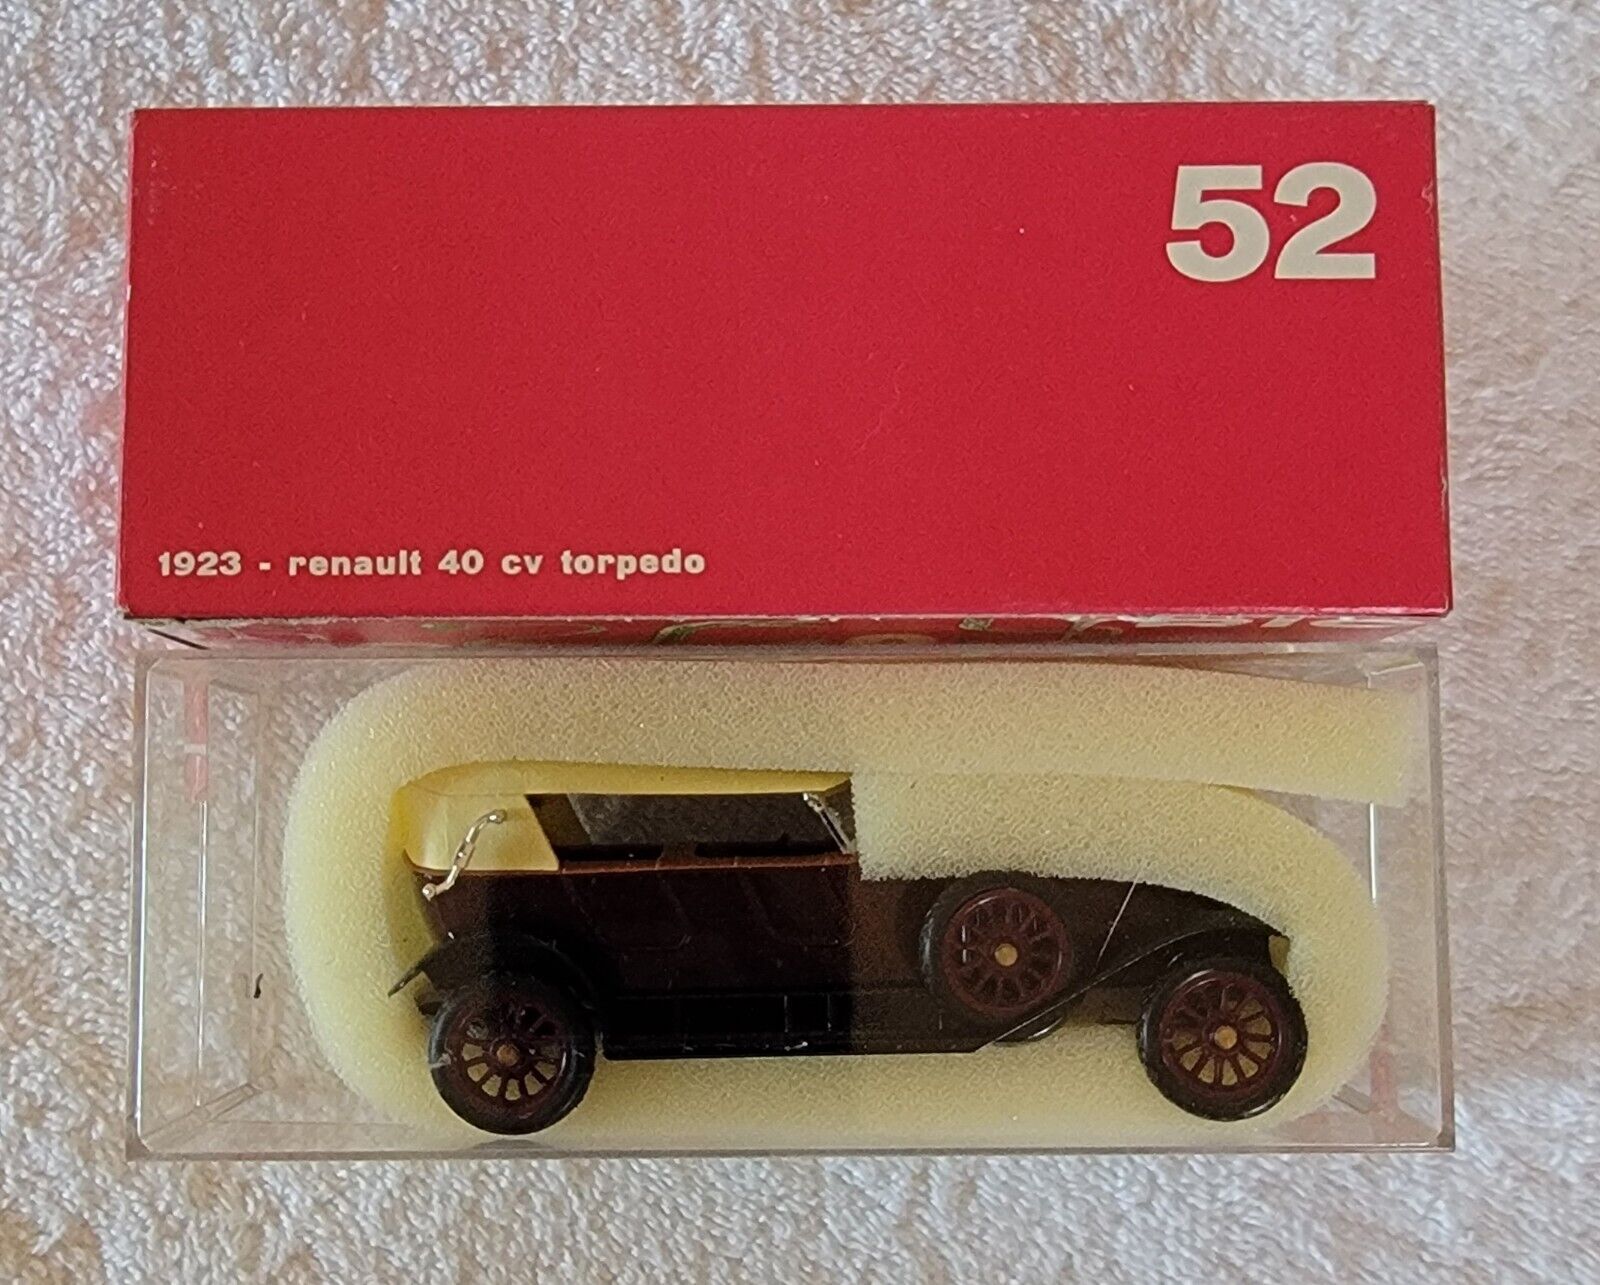 52
1923 - renault 40 cv torpedo